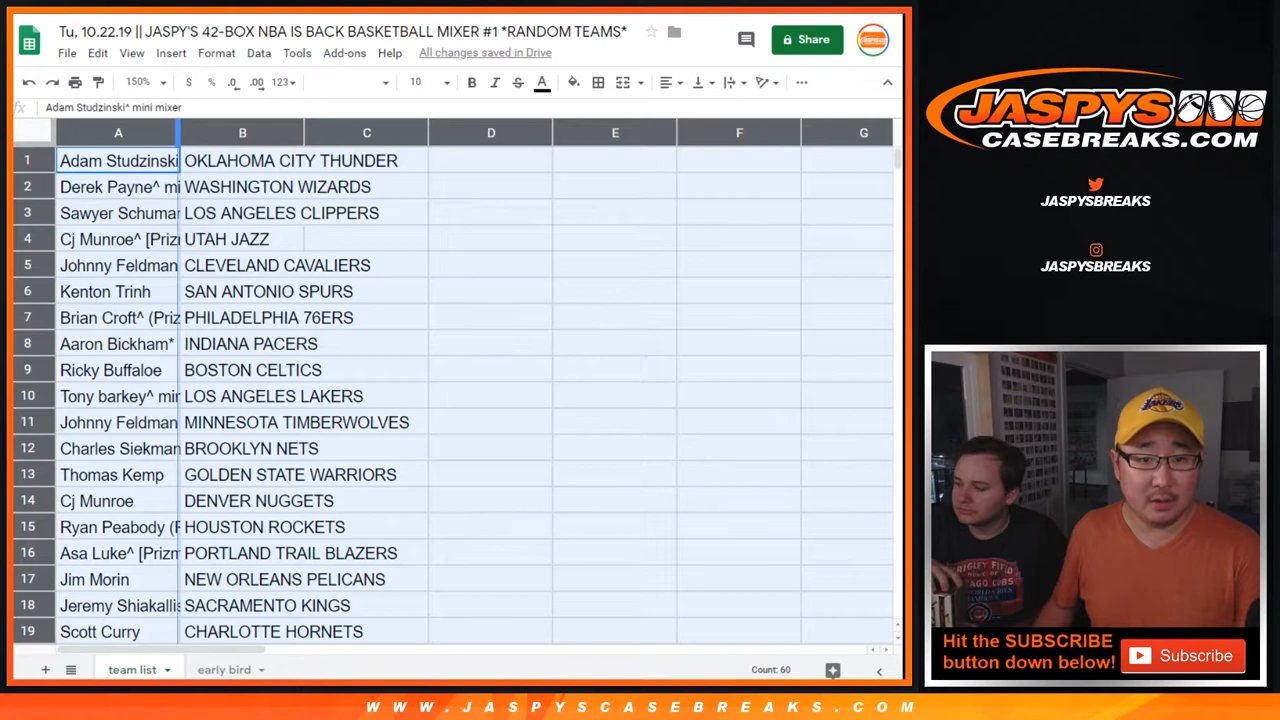 Tu, 10.22.19 || JASPY'S 42-BOX NBA IS BACK BASKETBALL MIXER #1 *RANDOM TEAMS*
File Edit View Insert Format Data Tools Add-ons Help All changes saved in Drive
Share
150% $ % .0 .00 123 10 B I S A
fx Adam Studzinski^ mini mixer
A B C D E F G
1 Adam Studzinski OKLAHOMA CITY THUNDER
2 Derek Payne^ mi WASHINGTON WIZARDS
3 Sawyer Schumar LOS ANGELES CLIPPERS
4 Cj Munroe^ [Prizn UTAH JAZZ
5 Johnny Feldman CLEVELAND CAVALIERS
6 Kenton Trinh SAN ANTONIO SPURS
7 Brian Croft^ (Priz PHILADELPHIA 76ERS
8 Aaron Bickham* INDIANA PACERS
9 Ricky Buffaloe BOSTON CELTICS
10 Tony barkey^ min LOS ANGELES LAKERS
11 Johnny Feldman MINNESOTA TIMBERWOLVES
12 Charles Siekman BROOKLYN NETS
13 Thomas Kemp GOLDEN STATE WARRIORS
14 Cj Munroe DENVER NUGGETS
15 Ryan Peabody (P HOUSTON ROCKETS
16 Asa Luke^ [Prizm PORTLAND TRAIL BLAZERS
17 Jim Morin NEW ORLEANS PELICANS
18 Jeremy Shiakallis SACRAMENTO KINGS
19 Scott Curry CHARLOTTE HORNETS
team list early bird Count: 60
JASPYS
CASEBREAKS.COM
JASPYSBREAKS
JASPYSBREAKS
Hit the SUBSCRIBE
button down below!
Subscribe
WWW.JASPYSCASEBREAKS.COM